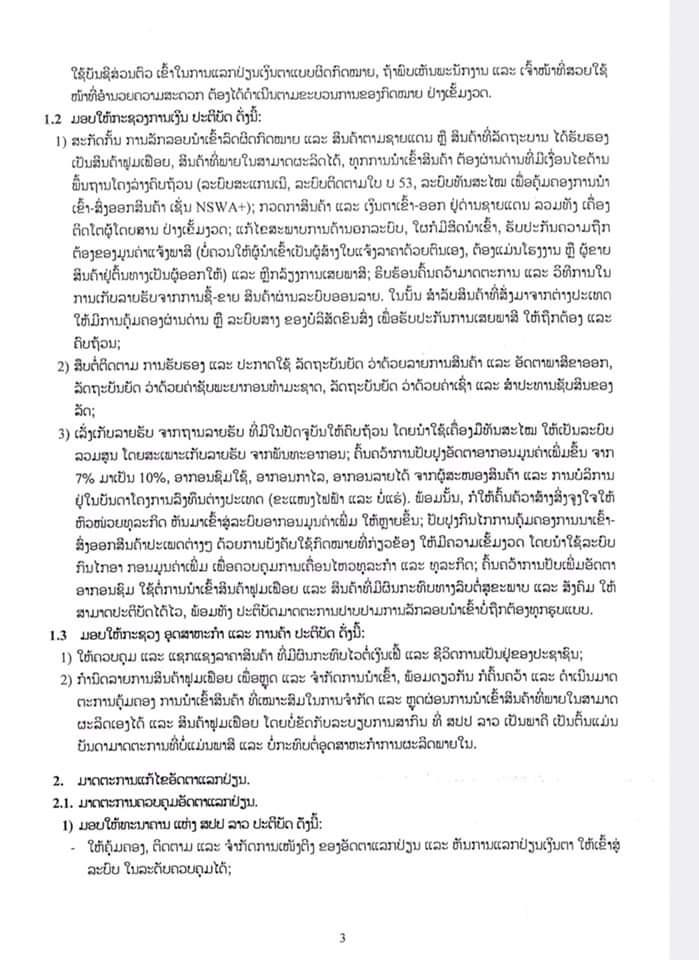 ໃຊ້ບັນຊີສ່ວນຕົວ ເຂົ້າໃນການແລກປ່ຽນເງິນຕາແບບຜິດກົດໝາຍ, ຖ້າພົບເຫັນພະນັກງານ ແລະ ເຈົ້າໜ້າທີ່ສວຍໃຊ້
ໜ້າທີ່ອຳນວຍຄວາມສະດວກ ຕ້ອງໄດ້ດຳເນີນຕາມຂະບວນການຂອງກົດໝາຍ ຢ່າງເຂັ້ມງວດ.
1.2 ມອບໃຫ້ກະຊວງການເງິນ ປະຕິບັດ ດັ່ງນີ້:
1) ສະກັດກັ້ນ ການລັກລອບນຳເຂົ້າລົດຜິດກົດໝາຍ ແລະ ສິນຄ້າຕາມຊາຍແດນ ຫຼື ສິນຄ້າທີ່ລັດຖະບານ ໄດ້ຮັບຮອງ
ເປັນສິນຄ້າຟຸມເຟືອຍ, ສິນຄ້າທີ່ພາຍໃນສາມາດຜະລິດໄດ້, ທຸກການນຳເຂົ້າສິນຄ້າ ຕ້ອງຜ່ານດ່ານທີ່ມີເງື່ອນໄຂດ້ານ
ພື້ນຖານໂຄງລ່າງຄົບຖ້ວນ (ລະບົບສະແກນເນີ, ລະບົບຕິດຕາມໃບ ບ 53, ລະບົບທັນສະໄໝ ເພື່ອຄຸ້ມຄອງການນຳ
ເຂົ້າ-ສົ່ງອອກສິນຄ້າ ເຊັ່ນ NSWA+); ກວດກາສິນຄ້າ ແລະ ເງິນຕາເຂົ້າ-ອອກ ຢູ່ດ່ານຊາຍແດນ ລວມທັງ ເຄື່ອງ
ຕິດໂຕຜູ້ໂດຍສານ ຢ່າງເຂັ້ມງວດ; ແກ້ໄຂສະພາບການຄ້ານອກລະບົບ, ໃຜກໍມີສິດນຳເຂົ້າ, ຮັບປະກັນຄວາມຖືກ
ຕ້ອງຂອງມູນຄ່າແຈ້ງພາສີ (ບໍ່ຄວນໃຫ້ຜູ້ນຳເຂົ້າເປັນຜູ້ສ້າງໃບແຈ້ງລາຄາດ້ວຍຕົນເອງ, ຕ້ອງແມ່ນໂຮງງານ ຫຼື ຜູ້ຂາຍ
ສິນຄ້າຢູ່ຕົ້ນທາງເປັນຜູ້ອອກໃຫ້) ແລະ ຫຼີກລ້ຽງການເສຍພາສີ; ຮີບຮ້ອນຄົ້ນຄວ້າມາດຕະການ ແລະ ວິທີການໃນ
ການເກັບລາຍຮັບຈາກການຊື້-ຂາຍ ສິນຄ້າຜ່ານລະບົບອອນລາຍ. ໃນນັ້ນ ສຳລັບສິນຄ້າທີ່ສັ່ງມາຈາກຕ່າງປະເທດ
ໃຫ້ມີການຄຸ້ມຄອງຜ່ານດ່ານ ຫຼື ລະບົບສາງ ຂອງບໍລິສັດຂົນສົ່ງ ເພື່ອຮັບປະກັນການເສຍພາສີ ໃຫ້ຖືກຕ້ອງ ແລະ
ຄົບຖ້ວນ;
2) ສືບຕໍ່ຕິດຕາມ ການຮັບຮອງ ແລະ ປະກາດໃຊ້ ລັດຖະບັນຍັດ ວ່າດ້ວຍລາຍການສິນຄ້າ ແລະ ອັດຕາພາສີຂາອອກ,
ລັດຖະບັນຍັດ ວ່າດ້ວຍຄ່າຊັບພະຍາກອນທຳມະຊາດ, ລັດຖະບັນຍັດ ວ່າດ້ວຍຄ່າເຊົ່າ ແລະ ສຳປະທານຊັບສິນຂອງ
ລັດ;
3) ເລັ່ງເກັບລາຍຮັບ ຈາກຖານລາຍຮັບ ທີ່ມີໃນປັດຈຸບັນໃຫ້ຄົບຖ້ວນ ໂດຍນຳໃຊ້ເຄື່ອງມືທັນສະໄໝ ໃຫ້ເປັນລະບົບ
ລວມສູນ ໂດຍສະເພາະເກັບລາຍຮັບ ຈາກພັນທະອາກອນ; ຄົ້ນຄວ້າການປັບປຸງອັດຕາອາກອນມູນຄ່າເພີ່ມຂຶ້ນ ຈາກ
7% ມາເປັນ 10%, ອາກອນຊົມໃຊ້, ອາກອນກຳໄລ, ອາກອນລາຍໄດ້ ຈາກຜູ້ສະໜອງສິນຄ້າ ແລະ ການບໍລິການ
ຢູ່ໃນບັນດາໂຄງການລົງທຶນຕ່າງປະເທດ (ຂະແໜງໄຟຟ້າ ແລະ ບໍ່ແຮ່). ພ້ອມນັ້ນ, ກໍໃຫ້ຄົ້ນຄ້ວາສ້າງສິ່ງຈູງໃຈໃຫ້
ຫົວໜ່ວຍທຸລະກິດ ຫັນມາເຂົ້າສູ່ລະບົບອາກອນມູນຄ່າເພີ່ມ ໃຫ້ຫຼາຍຂຶ້ນ; ປັບປຸງກົນໄກການຄຸ້ມຄອງການນາເຂົ້າ-
ສົ່ງອອກສິນຄ້າປະເພດຕ່າງໆ ດ້ວຍການບັງຄັບໃຊ້ກົດໝາຍທີ່ກ່ຽວຂ້ອງ ໃຫ້ມີຄວາມເຂັ້ມງວດ ໂດຍນຳໃຊ້ລະບົບ
ກົນໄກອາ ກອນມູນຄ່າເພີ່ມ ເພື່ອຄວບຄຸມການເຄື່ອນໄຫວທຸລະກຳ ແລະ ທຸລະກິດ; ຄົ້ນຄວ້າການປັບເພີ່ມອັດຕາ
ອາກອນຊົມ ໃຊ້ຕໍ່ການນຳເຂົ້າສິນຄ້າຟຸມເຟືອຍ ແລະ ສິນຄ້າທີ່ມີຜົນກະທົບທາງລົບຕໍ່ສຸຂະພາບ ແລະ ສັງຄົມ ໃຫ້
ສາມາດປະຕິບັດໄດ້ໄວ, ພ້ອມທັງ ປະຕິບັດມາດຕະການປາບປາມການລັກລອບນຳເຂົ້າບໍ່ຖືກຕ້ອງທຸກຮູບແບບ.
1.3 ມອບໃຫ້ກະຊວງ ອຸດສາຫະກຳ ແລະ ການຄ້າ ປະຕິບັດ ດັ່ງນີ້:
1) ໃຫ້ຄວບຄຸມ ແລະ ແຊກແຊງລາຄາສິນຄ້າ ທີ່ມີຜົນກະທົບໄວຕໍ່ເງິນເຟີ້ ແລະ ຊີວິດການເປັນຢູ່ຂອງປະຊາຊົນ;
2) ກຳນົດລາຍການສິນຄ້າຟຸມເຟືອຍ ເພື່ອຫຼຸດ ແລະ ຈຳກັດການນຳເຂົ້າ, ພ້ອມດຽວກັນ ກໍຄົ້ນຄວ້າ ແລະ ດຳເນີນມາດ
ຕະການຄຸ້ມຄອງ ການນຳເຂົ້າສິນຄ້າ ທີ່ເໝາະສົມໃນການຈຳກັດ ແລະ ຫຼຸດຜ່ອນການນຳເຂົ້າສິນຄ້າທີ່ພາຍໃນສາມາດ
ຜະລິດເອງໄດ້ ແລະ ສິນຄ້າຟຸມເຟືອຍ ໂດຍບໍ່ຂັດກັບລະບຽບການສາກົນ ທີ່ ສປປ ລາວ ເປັນພາຄີ ເປັນຕົ້ນແມ່ນ
ບັນດາມາດຕະການທີ່ບໍ່ແມ່ນພາສີ ແລະ ບໍ່ກະທົບຕໍ່ອຸດສາຫະກຳການຜະລິດພາຍໃນ.
2. ມາດຕະການແກ້ໄຂອັດຕາແລກປ່ຽນ.
2.1. ມາດຕະການຄວບຄຸມອັດຕາແລກປ່ຽນ.
1) ມອບໃຫ້ທະນາຄານ ແຫ່ງ ສປປ ລາວ ປະຕິບັດ ດັ່ງນີ້:
- ໃຫ້ຄຸ້ມຄອງ, ຕິດຕາມ ແລະ ຈຳກັດການເໜັງຕີງ ຂອງອັດຕາແລກປ່ຽນ ແລະ ຫັນການແລກປ່ຽນເງິນຕາ ໃຫ້ເຂົ້າສູ່
ລະບົບ ໃນລະດັບຄວບຄຸມໄດ້;
3